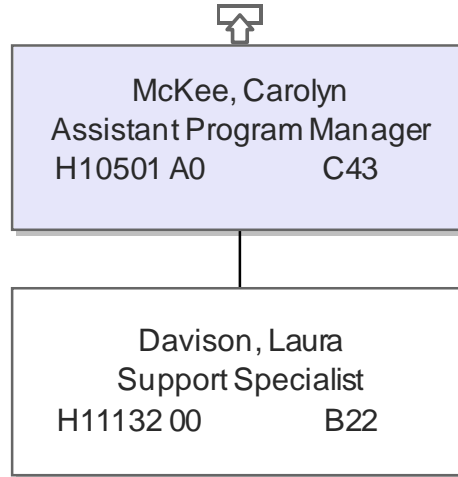 McKee, Carolyn
Assistant Program Manager
H10501 A0 C43
Davison, Laura
Support Specialist
H11132 00 B22